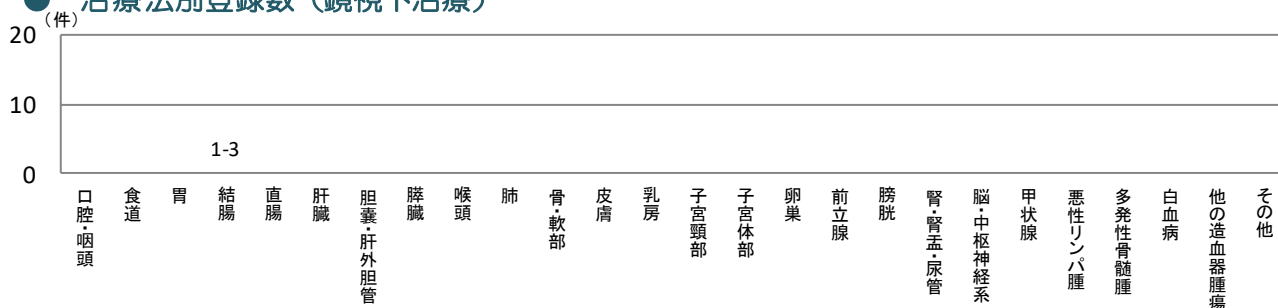 ● 治療法別登録数（鏡視下治療）
（件）
20
10
0
1-3
口腔・咽頭
食道
胃
結腸
直腸
肝臓
胆嚢・肝外胆管
膵臓
喉頭
肺
骨・軟部
皮膚
乳房
子宮頸部
子宮体部
卵巣
前立腺
膀胱
腎・腎盂・尿管
脳・中枢神経系
甲状腺
悪性リンパ腫
多発性骨髄腫
白血病
他の造血器腫瘍
その他